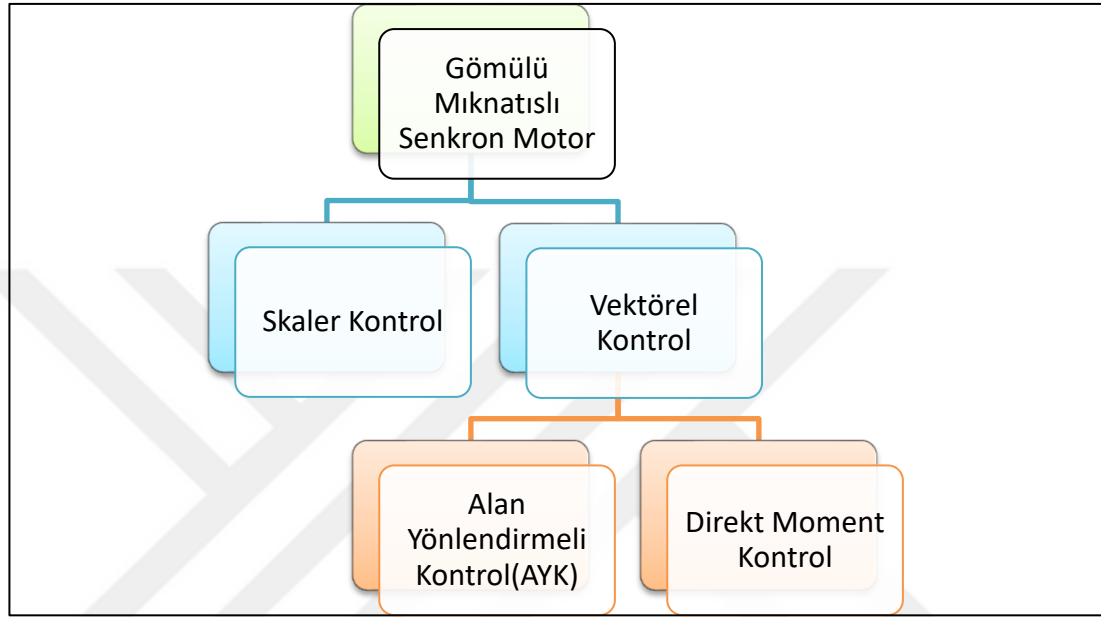 Gömülü
Mıknatıslı
Senkron Motor
Skaler Kontrol
Vektörel
Kontrol
Alan
Yönlendirmeli
Kontrol(AYK)
Direkt Moment
Kontrol